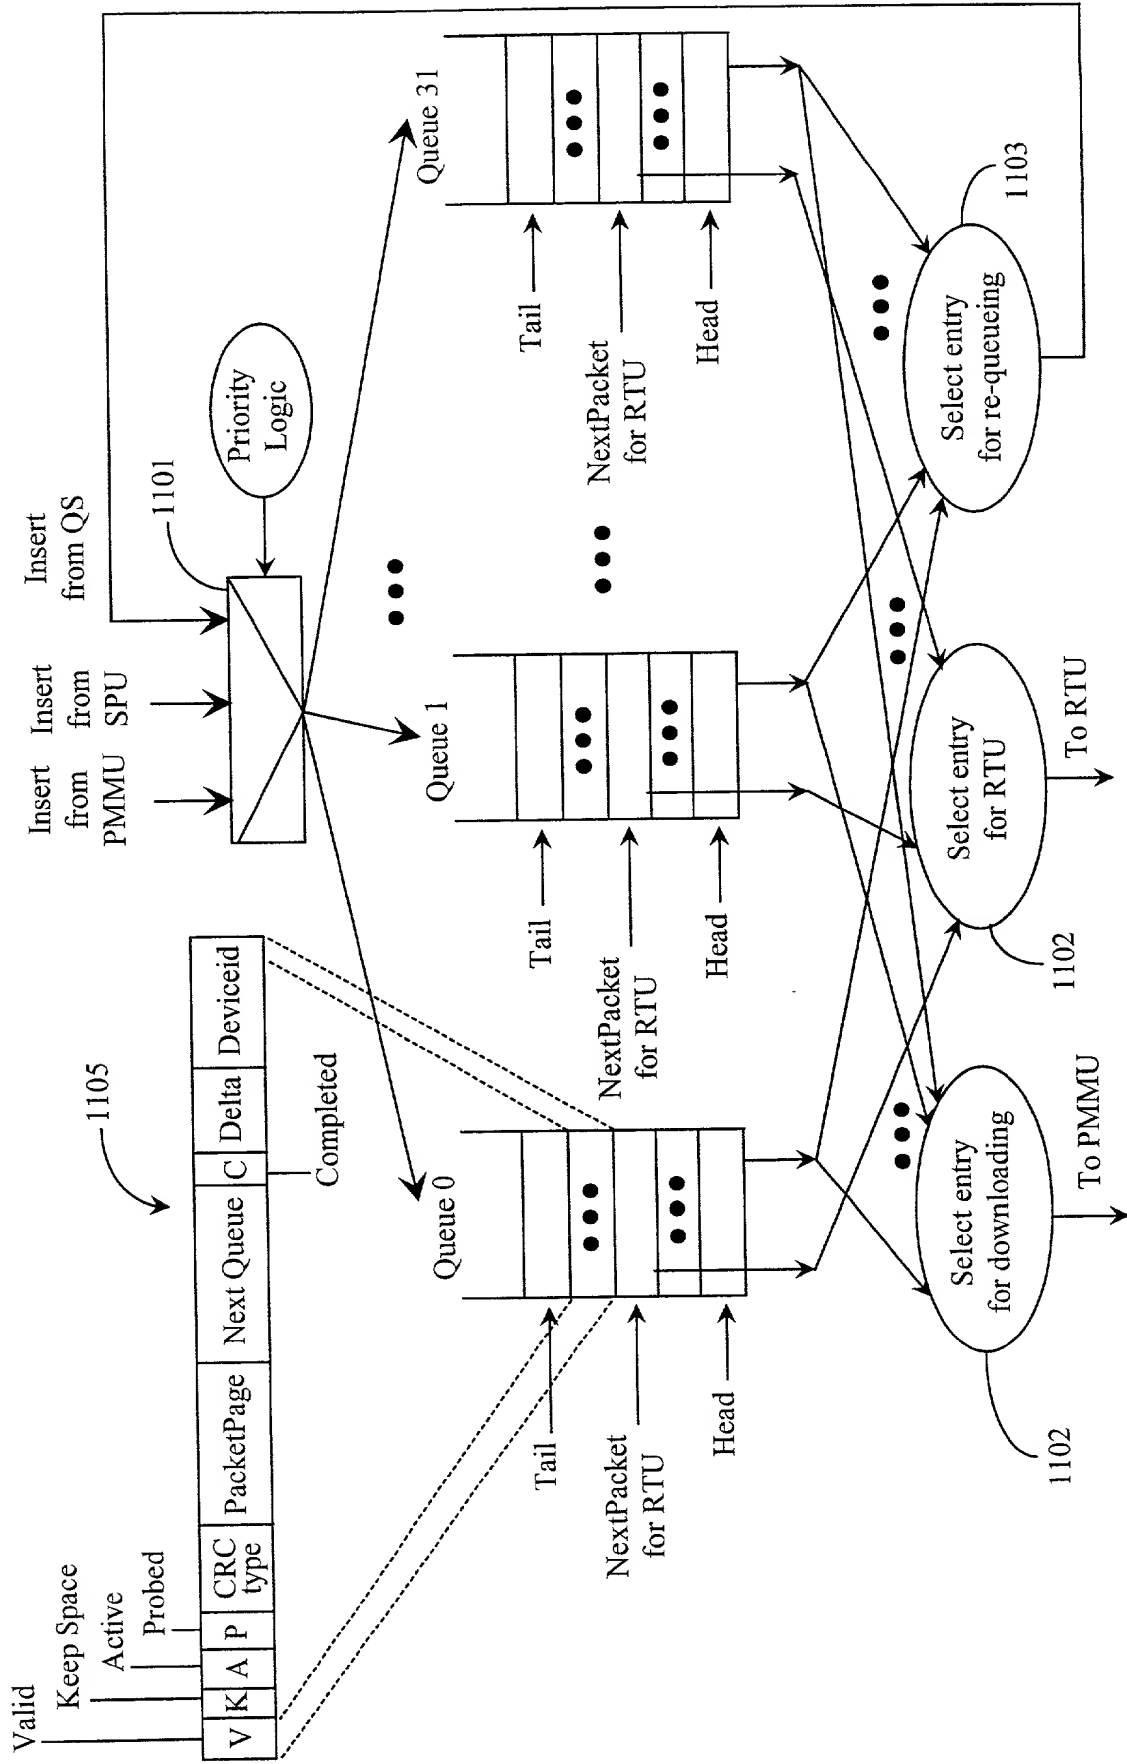 Valid
Keep Space
Active
Probed
V
K
A
P
CRC
type
PacketPage
Next Queue
C
Delta
Deviceid
Completed
1105
Insert
from
PMMU
Insert
from
SPU
Insert
from QS
1101
Priority
Logic
Queue 0
Tail
NextPacket
for RTU
Head
Queue 1
Tail
NextPacket
for RTU
Head
Queue 31
Tail
NextPacket
for RTU
Head
Select entry
for downloading
1102
To PMMU
Select entry
for RTU
1102
To RTU
Select entry
for re-queueing
1103